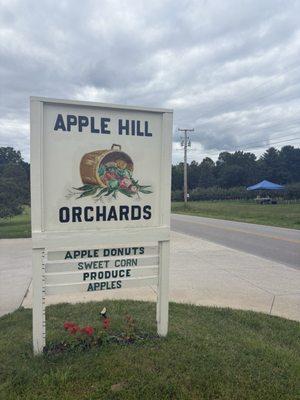 APPLE HILL
ORCHARDS
APPLE DONUTS
SWEET CORN
PRODUCE
APPLES